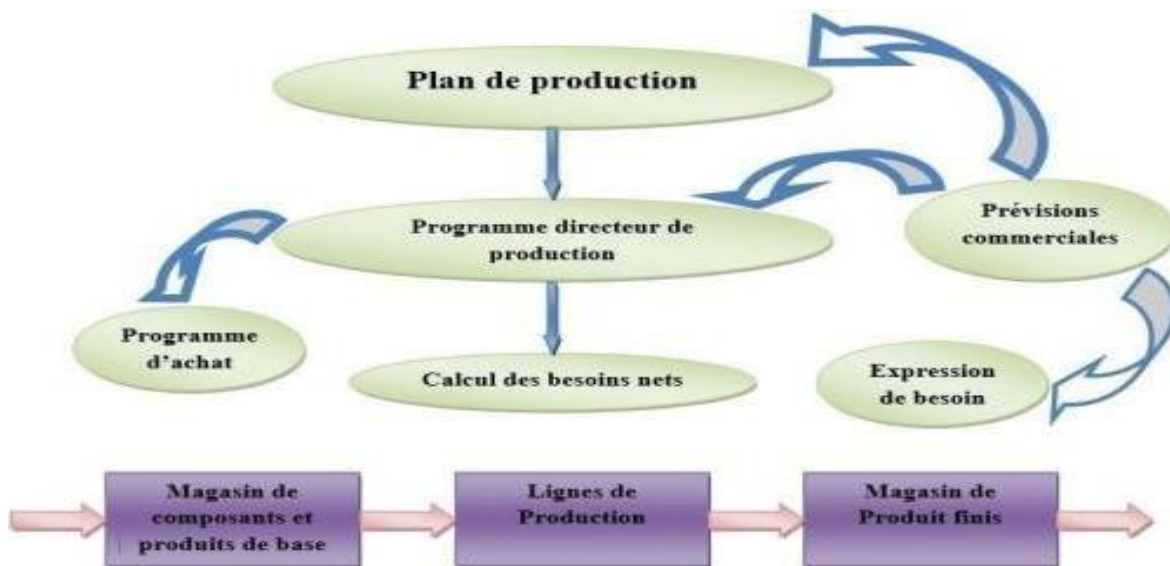 Plan de production
Programme directeur de
production
Prévisions
commerciales
Programme
d'achat
Calcul des besoins nets
Expression
de besoin
Magasin de
composants et
produits de base
Lignes de
Production
Magasin de
Produit finis